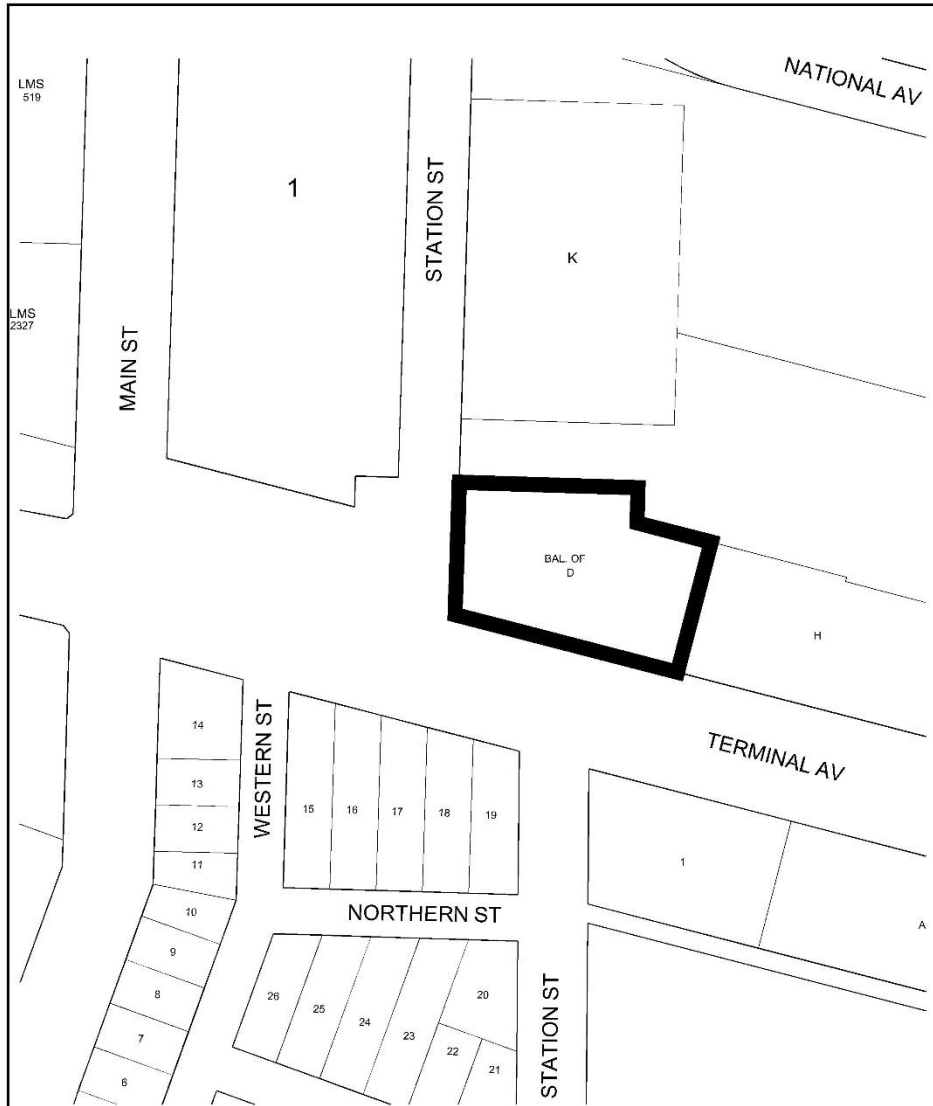 NATIONAL AV
LMS
519
1
STATION ST
K
LMS
2327
MAIN ST
BAL. OF
D
H
WESTERN ST
TERMINAL AV
14
13
12
11
15
16
17
18
19
1
A
10
9
8
7
6
NORTHERN ST
26
25
24
23
20
22
21
STATION ST